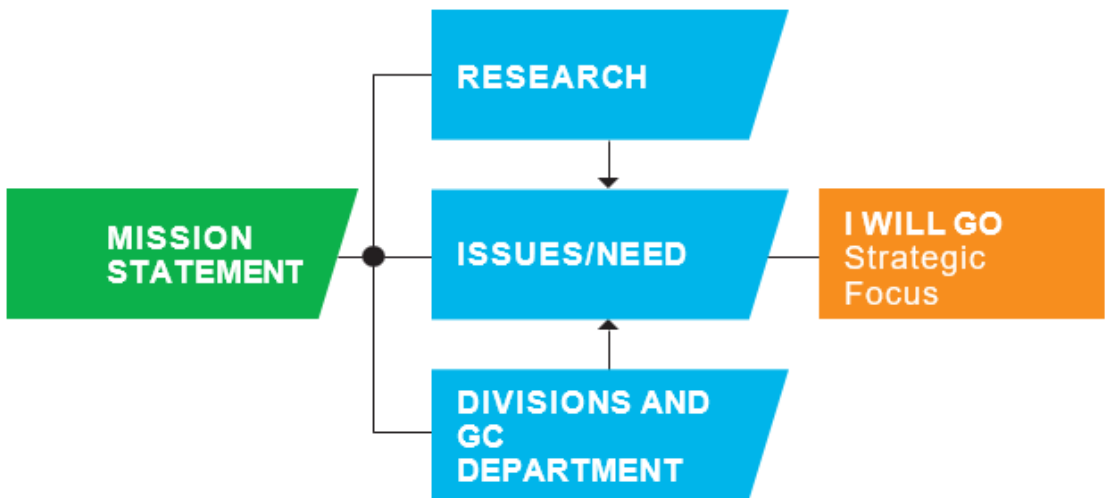 RESEARCH
MISSION
STATEMENT
ISSUES/NEED
I WILL GO
Strategic
Focus
DIVISIONS AND
GC
DEPARTMENT